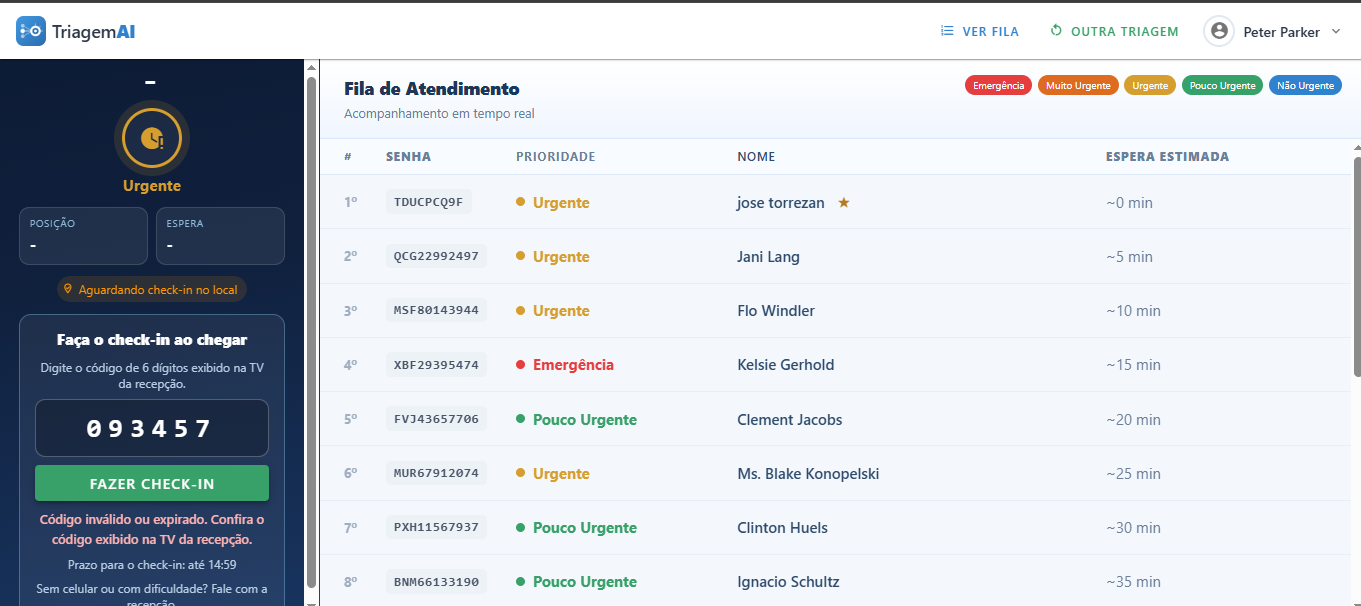 TriagemAI
VER FILA
OUTRA TRIAGEM
Peter Parker
–
Urgente
POSIÇÃO
-
ESPERA
-
Aguardando check-in no local
Faça o check-in ao chegar
Digite o código de 6 dígitos exibido na TV
da recepção.
093457
FAZER CHECK-IN
Código inválido ou expirado. Confira o
código exibido na TV da recepção.
Prazo para o check-in: até 14:59
Sem celular ou com dificuldade? Fale com a
recepção
Fila de Atendimento
Acompanhamento em tempo real
Emergência
Muito Urgente
Urgente
Pouco Urgente
Não Urgente
# SENHA PRIORIDADE NOME ESPERA ESTIMADA
1º TDUCPCQ9F Urgente jose torrezan ★ ~0 min
2º QCG22992497 Urgente Jani Lang ~5 min
3º MSF80143944 Urgente Flo Windler ~10 min
4º XBF29395474 Emergência Kelsie Gerhold ~15 min
5º FVJ43657706 Pouco Urgente Clement Jacobs ~20 min
6º MUR67912074 Urgente Ms. Blake Konopelski ~25 min
7º PXH11567937 Pouco Urgente Clinton Huels ~30 min
8º BNM66133190 Pouco Urgente Ignacio Schultz ~35 min